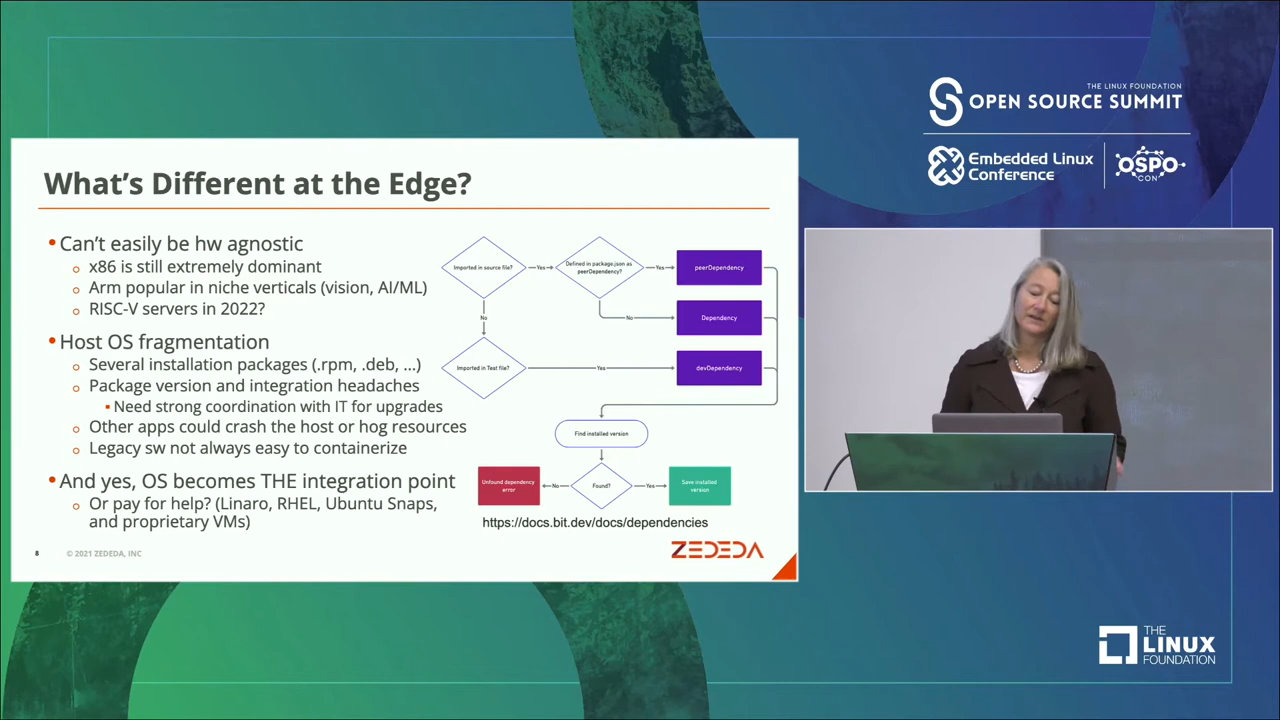 THE LINUX FOUNDATION
OPEN SOURCE SUMMIT
Embedded Linux
Conference
OSPO
CON
What's Different at the Edge?
•Can't easily be hw agnostic
x86 is still extremely dominant
Arm popular in niche verticals (vision, AI/ML)
RISC-V servers in 2022?
•Host OS fragmentation
Several installation packages (.rpm, .deb, ...)
Package version and integration headaches
▪Need strong coordination with IT for upgrades
Other apps could crash the host or hog resources
Legacy sw not always easy to containerize
•And yes, OS becomes THE integration point
Or pay for help? (Linaro, RHEL, Ubuntu Snaps,
and proprietary VMs)
Imported in source file?
Yes
Defined in package.json as
peerDependency?
Yes
peerDependency
No
No
Dependency
Imported in Test file?
Yes
devDependency
Find installed version
Unfound dependency
error
No
Found?
Yes
Save installed
version
https://docs.bit.dev/docs/dependencies
8
© 2021 ZEDEDA, INC
ZEDEDA
THE
LINUX
FOUNDATION